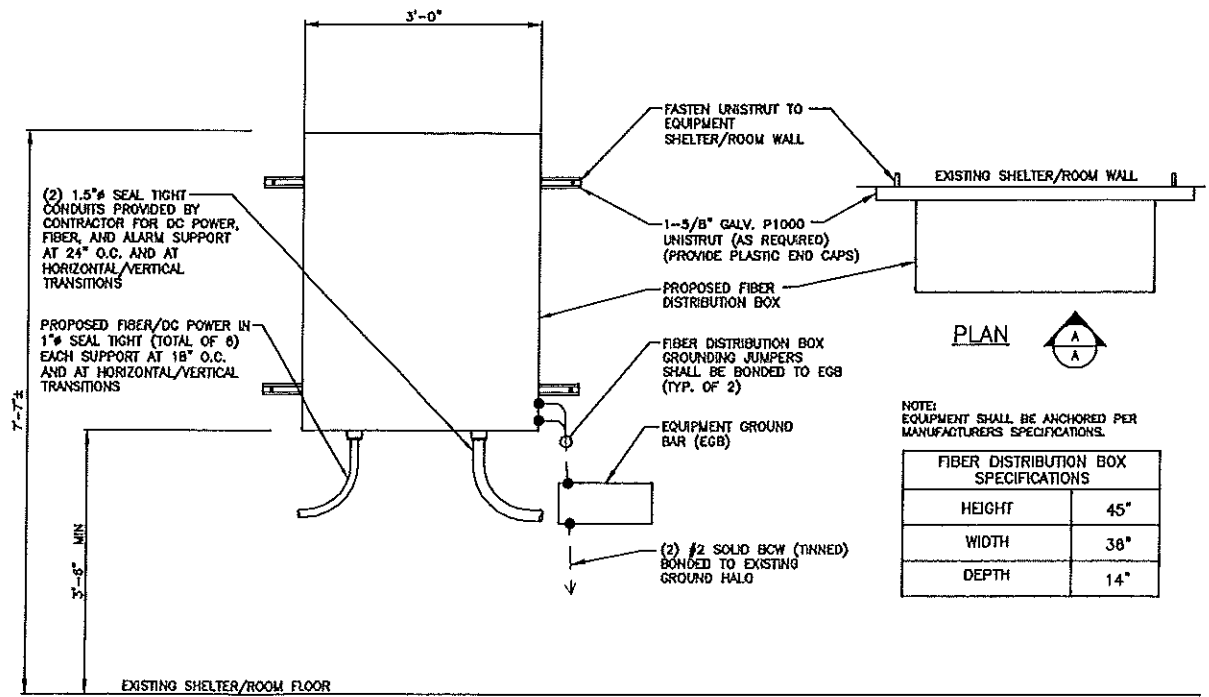 3'-0"
FASTEN UNISTRUT TO
EQUIPMENT
SHELTER/ROOM WALL
EXISTING SHELTER/ROOM WALL
(2) 1.5"ø SEAL TIGHT
CONDUITS PROVIDED BY
CONTRACTOR FOR DC POWER,
FIBER, AND ALARM SUPPORT
AT 24" O.C. AND AT
HORIZONTAL/VERTICAL
TRANSITIONS
1-5/8" GALV. P1000
UNISTRUT (AS REQUIRED)
(PROVIDE PLASTIC END CAPS)
PROPOSED FIBER
DISTRIBUTION BOX
PROPOSED FIBER/DC POWER IN
1"ø SEAL TIGHT (TOTAL OF 6)
EACH SUPPORT AT 18" O.C.
AND AT HORIZONTAL/VERTICAL
TRANSITIONS
PLAN
A
A
FIBER DISTRIBUTION BOX
GROUNDING JUMPERS
SHALL BE BONDED TO EGB
(TYP. OF 2)
7'-7"±
NOTE:
EQUIPMENT SHALL BE ANCHORED PER
MANUFACTURERS SPECIFICATIONS.
EQUIPMENT GROUND
BAR (EGB)
FIBER DISTRIBUTION BOX
SPECIFICATIONS
HEIGHT 45"
WIDTH 38"
DEPTH 14"
3'-6" MIN
(2) #2 SOLID BCW (TINNED)
BONDED TO EXISTING
GROUND HALO
EXISTING SHELTER/ROOM FLOOR